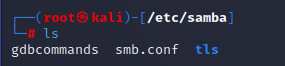 ┌──(root㉿kali)-[/etc/samba]
└─# ls
gdbcommands  smb.conf  tls